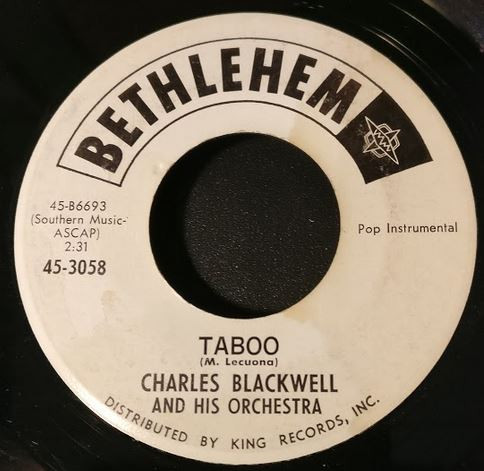 BETHLEHEM
45-B6693
(Southern Music-
ASCAP)
2:31
45-3058
Pop Instrumental
TABOO
(M. Lecuona)
CHARLES BLACKWELL
AND HIS ORCHESTRA
DISTRIBUTED BY KING RECORDS, INC.